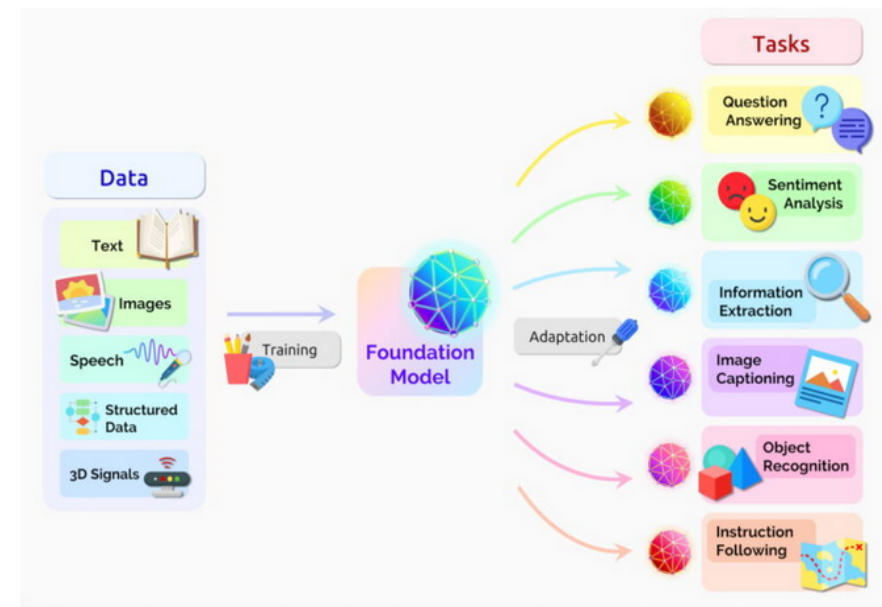 Data
Text
Images
Speech
Structured
Data
3D Signals
Training
Foundation
Model
Adaptation
Tasks
Question
Answering
?
Sentiment
Analysis
Information
Extraction
Image
Captioning
Object
Recognition
Instruction
Following